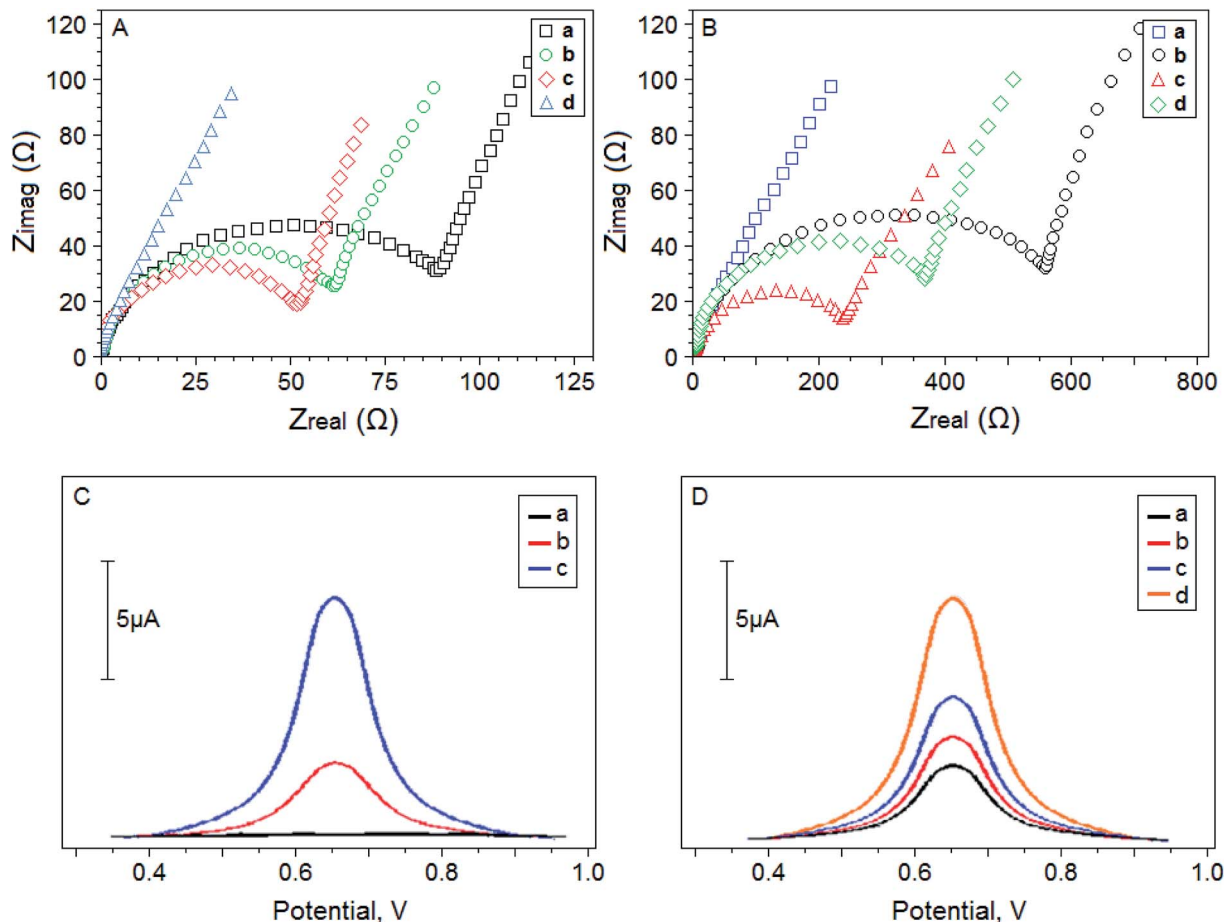 A
a
b
c
d
120
100
80
60
40
20
0
Zimag (Ω)
0 25 50 75 100 125
Zreal (Ω)
B
a
b
c
d
120
100
80
60
40
20
0
Zimag (Ω)
0 200 400 600 800
Zreal (Ω)
C
a
b
c
5µA
0.4 0.6 0.8 1.0
Potential, V
D
a
b
c
d
5µA
0.4 0.6 0.8 1.0
Potential, V